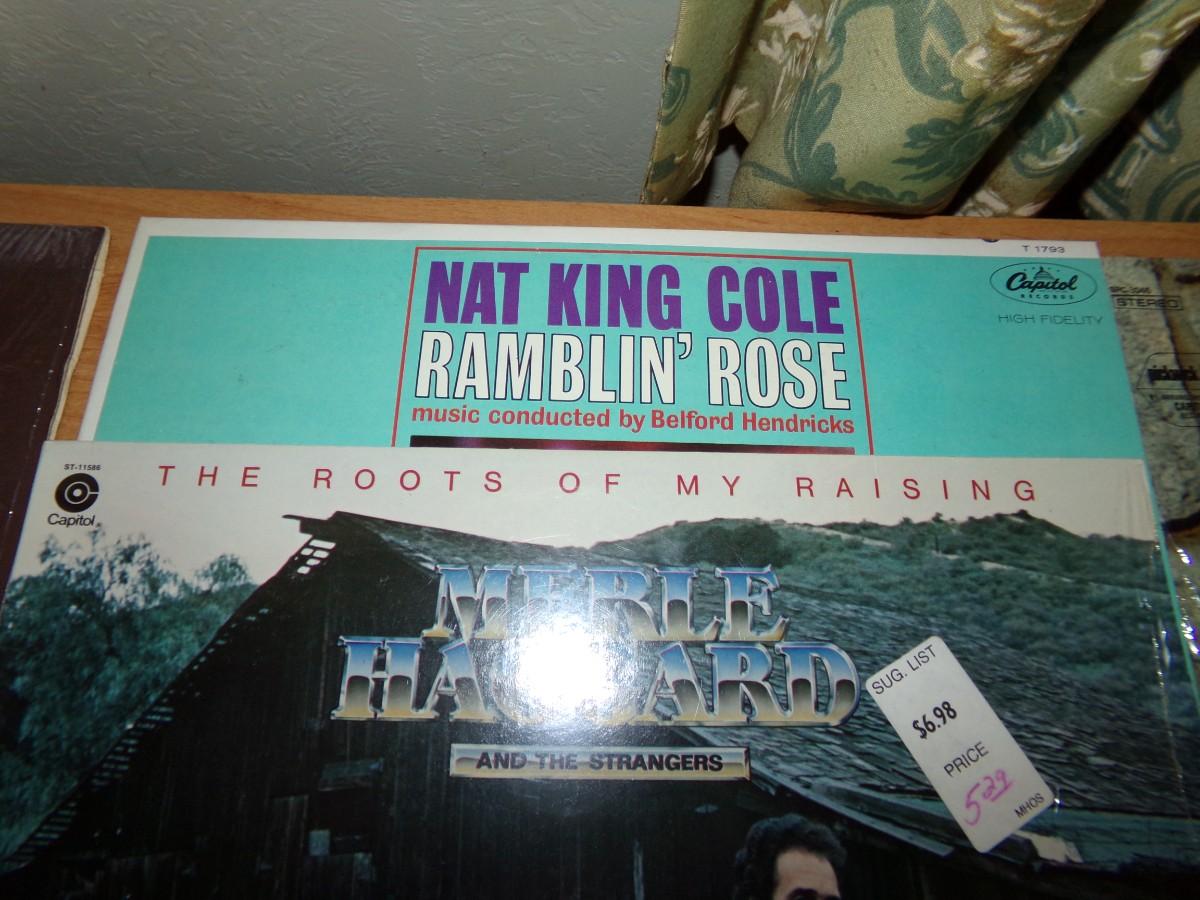 T 1793
NAT KING COLE
RAMBLIN' ROSE
music conducted by Belford Hendricks
Capitol
RECORDS
HIGH FIDELITY
STEREO
pickwick
ST-11586
Capitol
THE ROOTS OF MY RAISING
MERLE
HAGGARD
AND THE STRANGERS
SUG. LIST
$6.98
PRICE
5.29
MHOS